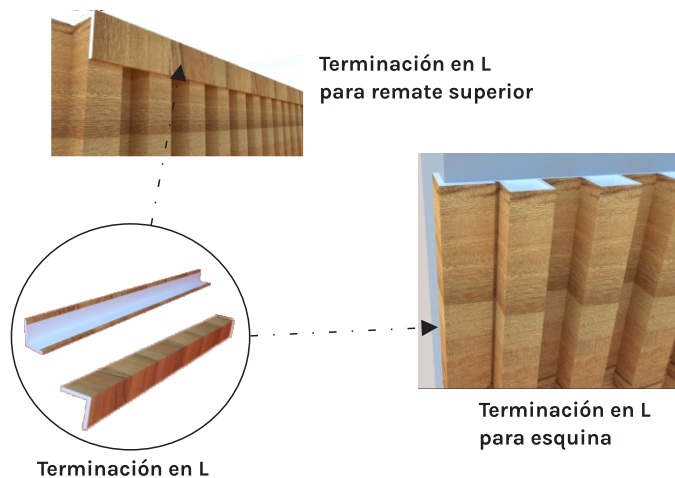 Terminación en L
para remate superior
Terminación en L
para esquina
Terminación en L